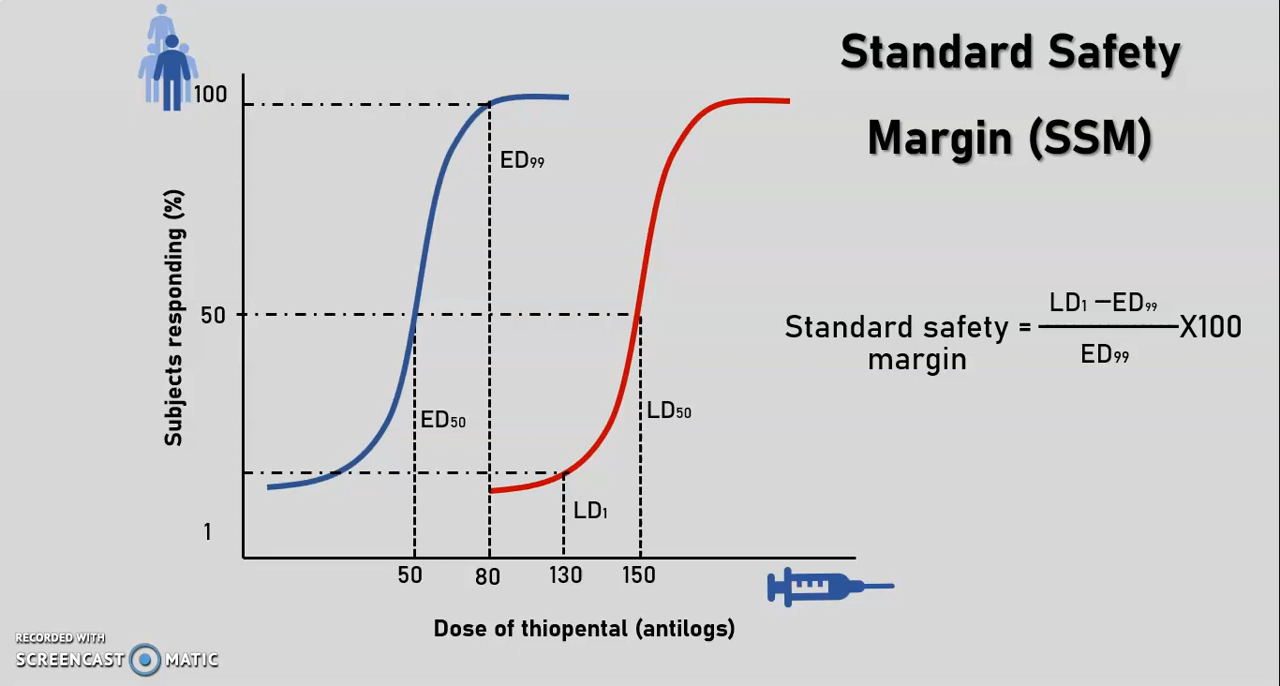 Standard Safety
Margin (SSM)
100
50
1
Subjects responding (%)
ED99
ED50
LD50
LD1
50 80 130 150
Dose of thiopental (antilogs)
LD1 –ED99
Standard safety = X100
margin ED99
RECORDED WITH
SCREENCAST MATIC